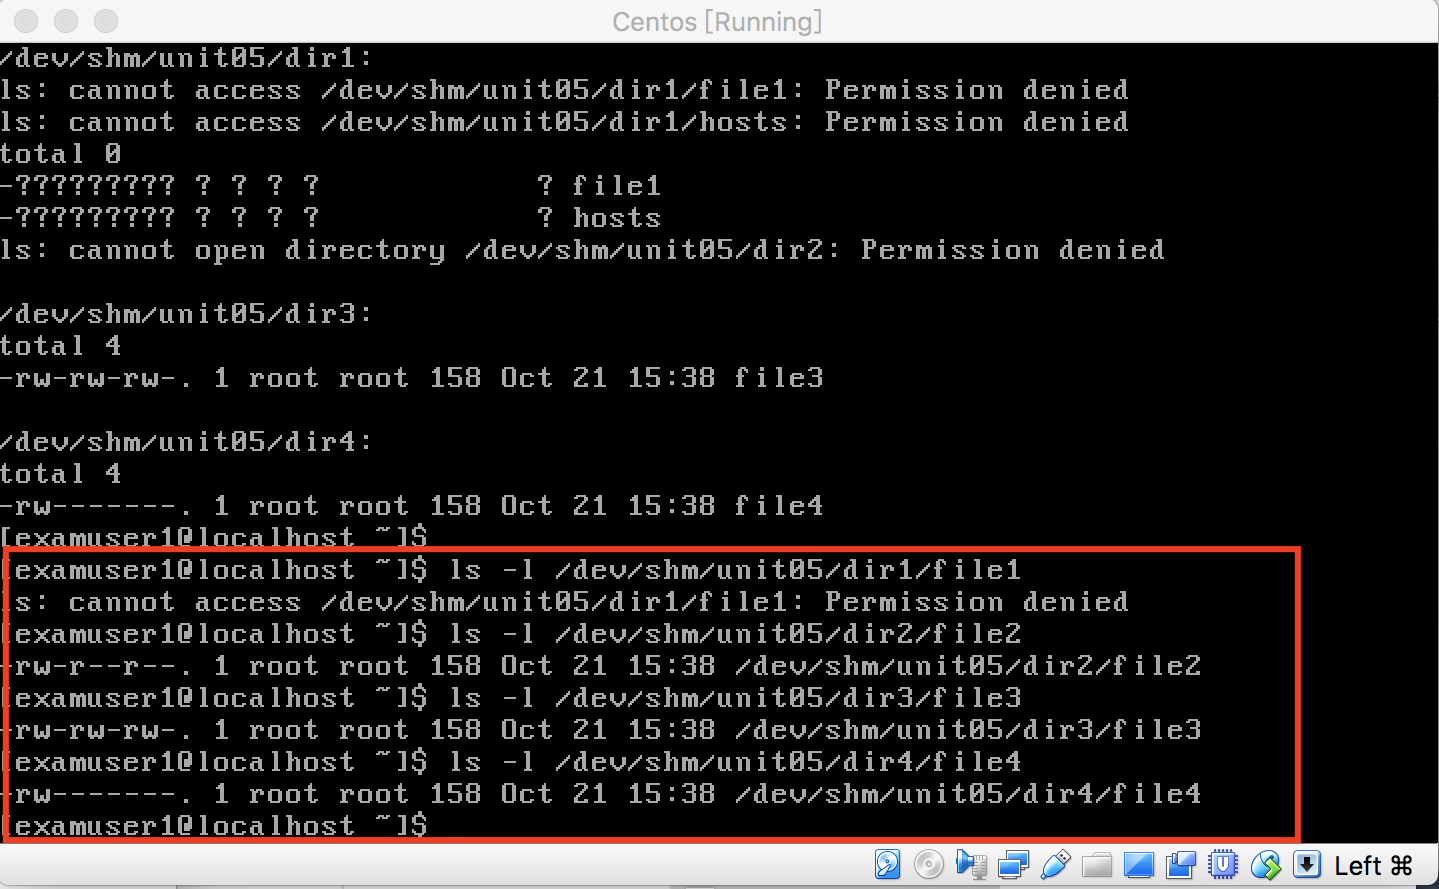 Centos [Running]
/dev/shm/unit05/dir1:
ls: cannot access /dev/shm/unit05/dir1/file1: Permission denied
ls: cannot access /dev/shm/unit05/dir1/hosts: Permission denied
total 0
-????????? ? ? ? ?            ? file1
-????????? ? ? ? ?            ? hosts
ls: cannot open directory /dev/shm/unit05/dir2: Permission denied
/dev/shm/unit05/dir3:
total 4
-rw-rw-rw-. 1 root root 158 Oct 21 15:38 file3
/dev/shm/unit05/dir4:
total 4
-rw-------. 1 root root 158 Oct 21 15:38 file4
[examuser1@localhost ~]$
[examuser1@localhost ~]$ ls -l /dev/shm/unit05/dir1/file1
ls: cannot access /dev/shm/unit05/dir1/file1: Permission denied
[examuser1@localhost ~]$ ls -l /dev/shm/unit05/dir2/file2
-rw-r--r--. 1 root root 158 Oct 21 15:38 /dev/shm/unit05/dir2/file2
[examuser1@localhost ~]$ ls -l /dev/shm/unit05/dir3/file3
-rw-rw-rw-. 1 root root 158 Oct 21 15:38 /dev/shm/unit05/dir3/file3
[examuser1@localhost ~]$ ls -l /dev/shm/unit05/dir4/file4
-rw-------. 1 root root 158 Oct 21 15:38 /dev/shm/unit05/dir4/file4
[examuser1@localhost ~]$
Left ⌘